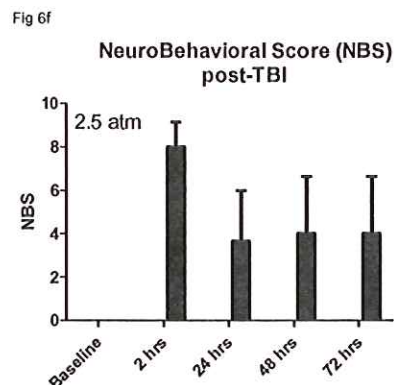 Fig 6f
NeuroBehavioral Score (NBS)
post-TBI
2.5 atm
NBS
10
8
6
4
2
0
Baseline
2 hrs
24 hrs
48 hrs
72 hrs